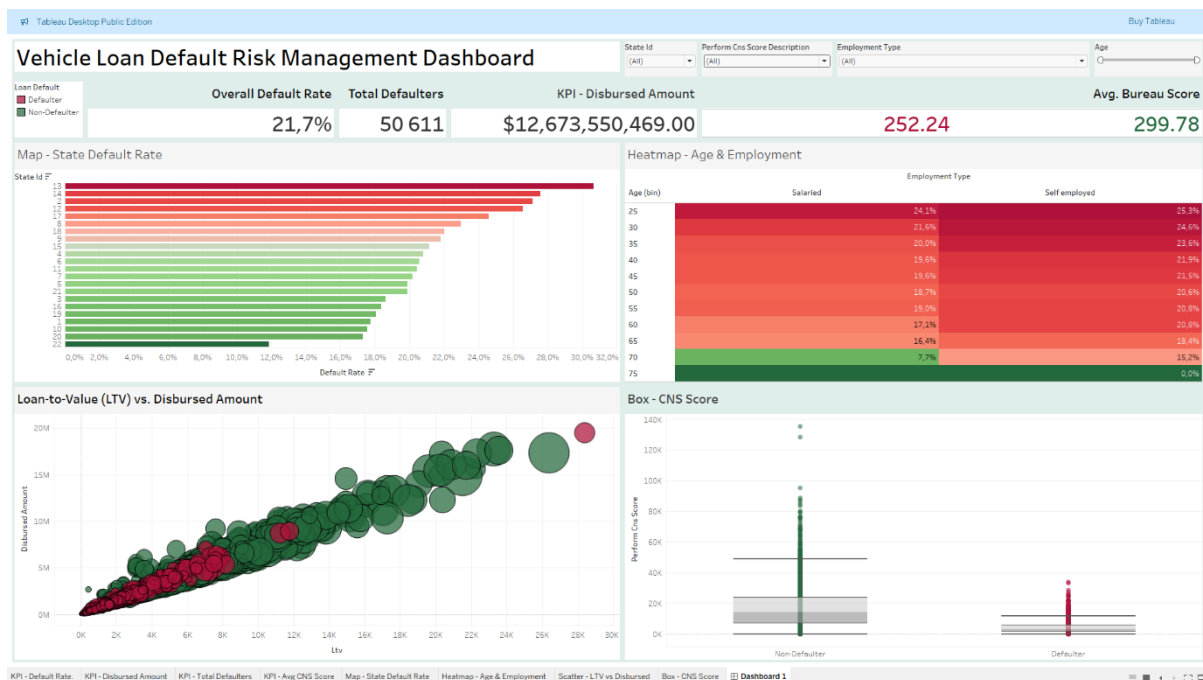 Tableau Desktop Public Edition
Buy Tableau
Vehicle Loan Default Risk Management Dashboard
State Id
(All)
Perform Cns Score Description
(All)
Employment Type
(All)
Age
Loan Default
Defaulter
Non-Defaulter
Overall Default Rate
21,7%
Total Defaulters
50 611
KPI - Disbursed Amount
$12,673,550,469.00
Avg. Bureau Score
252.24
299.78
Map - State Default Rate
State Id
13
14
2
12
17
8
18
9
15
4
6
11
7
5
21
3
16
19
1
10
20
22
0,0% 2,0% 4,0% 6,0% 8,0% 10,0% 12,0% 14,0% 16,0% 18,0% 20,0% 22,0% 24,0% 26,0% 28,0% 30,0% 32,0%
Default Rate
Heatmap - Age & Employment
Employment Type
Age (bin) Salaried Self employed
25 24,1% 25,3%
30 21,6% 24,6%
35 20,0% 23,6%
40 19,6% 21,9%
45 19,6% 21,5%
50 18,7% 20,6%
55 19,0% 20,8%
60 17,1% 20,8%
65 16,4% 18,4%
70 7,7% 15,2%
75 0,0%
Loan-to-Value (LTV) vs. Disbursed Amount
Disbursed Amount
20M
15M
10M
5M
0M
0K 2K 4K 6K 8K 10K 12K 14K 16K 18K 20K 22K 24K 26K 28K 30K
Ltv
Box - CNS Score
Perform Cns Score
140K
120K
100K
80K
60K
40K
20K
0K
Non-Defaulter Defaulter
KPI - Default Rate. KPI - Disbursed Amount KPI - Total Defaulters KPI - Avg CNS Score Map - State Default Rate Heatmap - Age & Employment Scatter - LTV vs Disbursed Box - CNS Score Dashboard 1